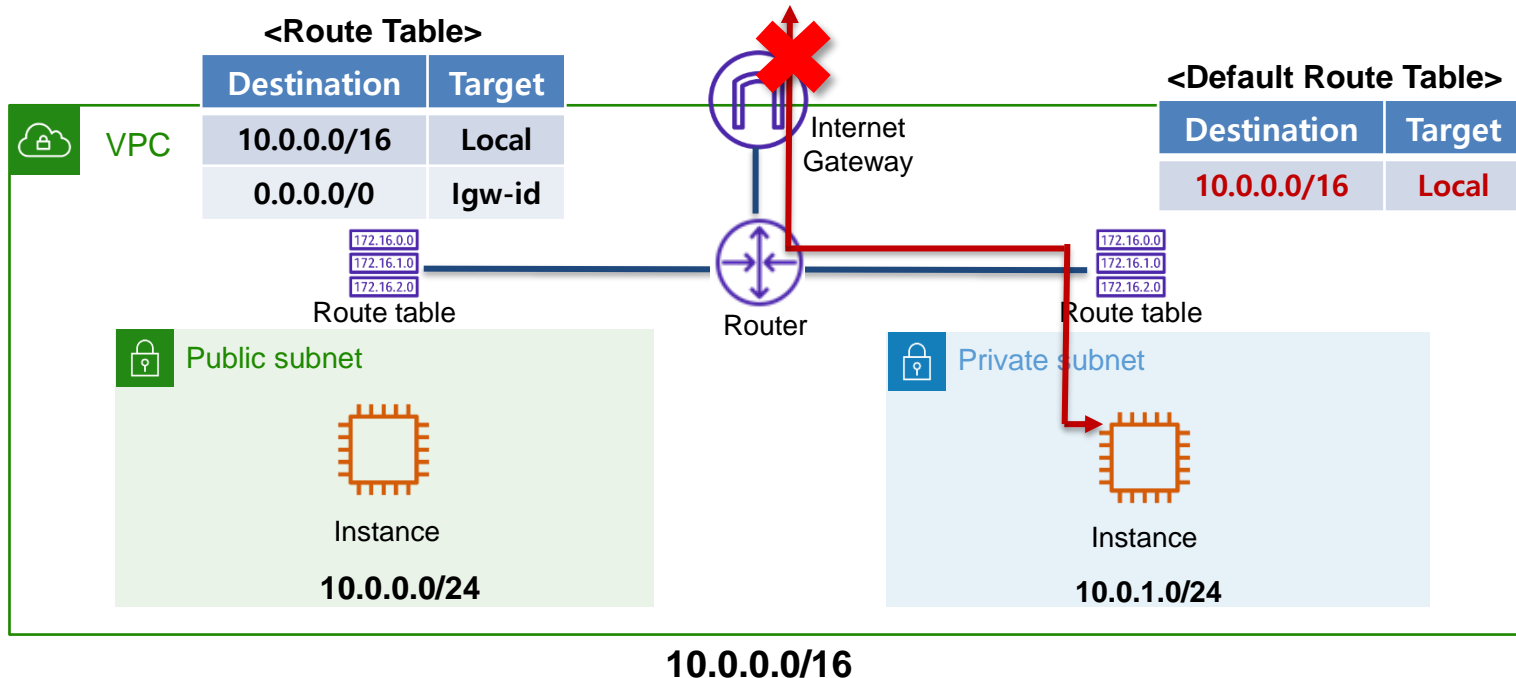 <Route Table>
Destination Target
10.0.0.0/16 Local
0.0.0.0/0 Igw-id
VPC
Internet
Gateway
<Default Route Table>
Destination Target
10.0.0.0/16 Local
172.16.0.0
172.16.1.0
172.16.2.0
Route table
Router
172.16.0.0
172.16.1.0
172.16.2.0
Route table
Public subnet
Instance
10.0.0.0/24
Private subnet
Instance
10.0.1.0/24
10.0.0.0/16